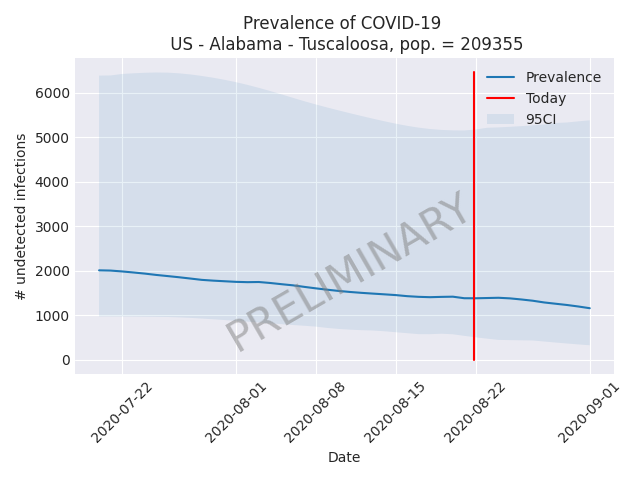 Prevalence of COVID-19
US - Alabama - Tuscaloosa, pop. = 209355
Prevalence
Today
95CI
6000
5000
4000
3000
2000
1000
0
# undetected infections
PRELIMINARY
2020-07-22
2020-08-01
2020-08-08
2020-08-15
2020-08-22
2020-09-01
Date